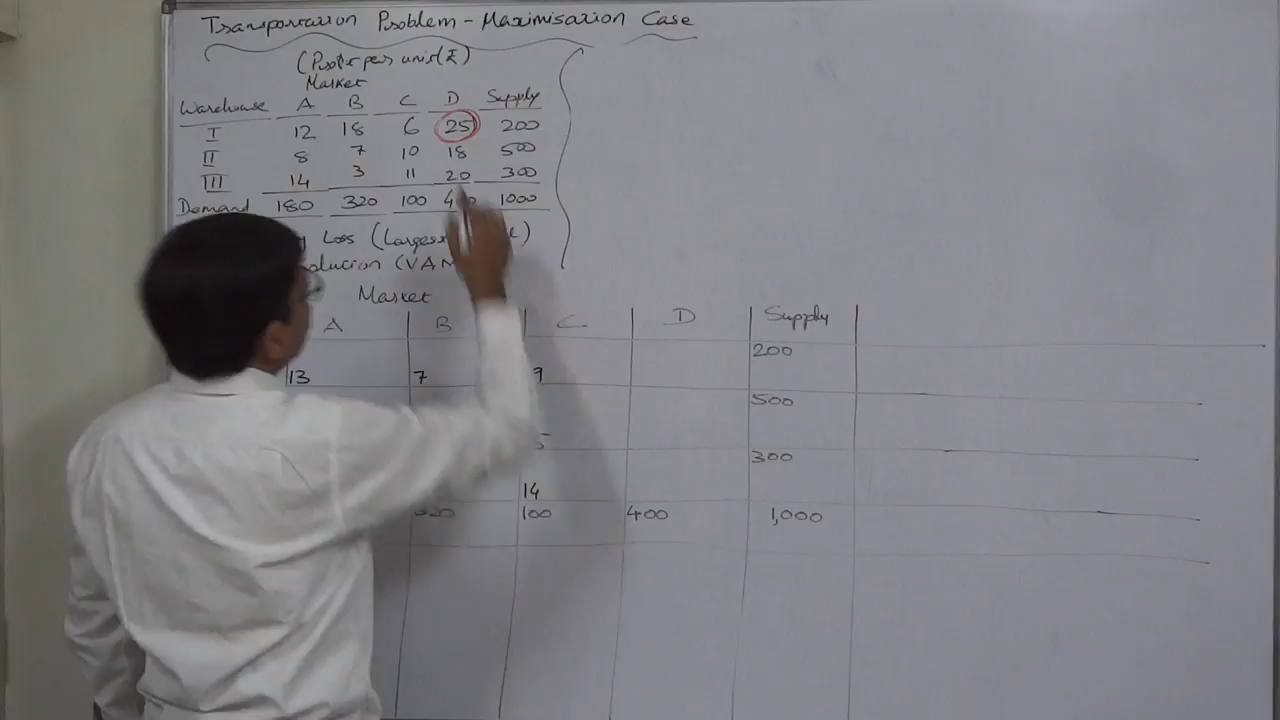 Transportation Problem - Maximisation Case
(Profit per unit (₹)
Market
Warehouse A B C D Supply
I 12 18 6 25 200
II 8 7 10 18 500
III 14 3 11 20 300
Demand 180 320 100 1000
Loss (Largest
(VAM
Market
A B C D Supply
200
13 7 9
500
300
14
100 400 1,000